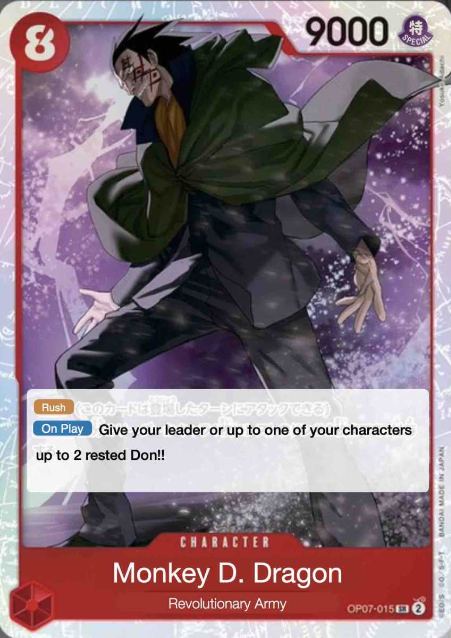 8
9000
特
SPECIAL
Rush (このカードは登場したターンにアタックできる)
On Play Give your leader or up to one of your characters
up to 2 rested Don!!
CHARACTER
Monkey D. Dragon
Revolutionary Army
OP07-015 SR 2
BANDAI MADE IN JAPAN